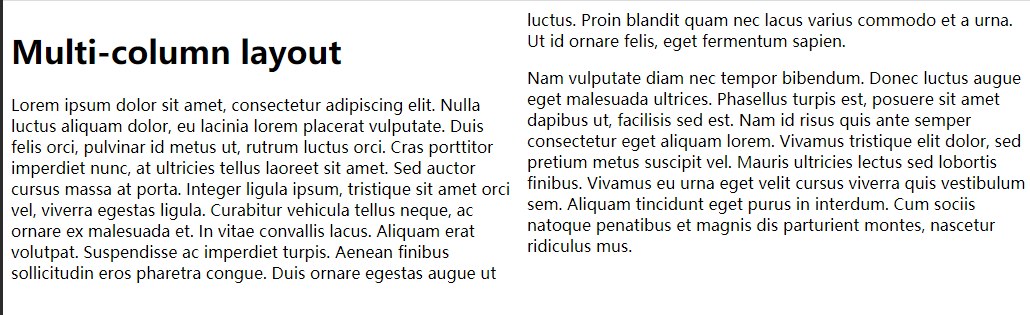 Multi-column layout
Lorem ipsum dolor sit amet, consectetur adipiscing elit. Nulla
luctus aliquam dolor, eu lacinia lorem placerat vulputate. Duis
felis orci, pulvinar id metus ut, rutrum luctus orci. Cras porttitor
imperdiet nunc, at ultricies tellus laoreet sit amet. Sed auctor
cursus massa at porta. Integer ligula ipsum, tristique sit amet orci
vel, viverra egestas ligula. Curabitur vehicula tellus neque, ac
ornare ex malesuada et. In vitae convallis lacus. Aliquam erat
volutpat. Suspendisse ac imperdiet turpis. Aenean finibus
sollicitudin eros pharetra congue. Duis ornare egestas augue ut
luctus. Proin blandit quam nec lacus varius commodo et a urna.
Ut id ornare felis, eget fermentum sapien.
Nam vulputate diam nec tempor bibendum. Donec luctus augue
eget malesuada ultrices. Phasellus turpis est, posuere sit amet
dapibus ut, facilisis sed est. Nam id risus quis ante semper
consectetur eget aliquam lorem. Vivamus tristique elit dolor, sed
pretium metus suscipit vel. Mauris ultricies lectus sed lobortis
finibus. Vivamus eu urna eget velit cursus viverra quis vestibulum
sem. Aliquam tincidunt eget purus in interdum. Cum sociis
natoque penatibus et magnis dis parturient montes, nascetur
ridiculus mus.